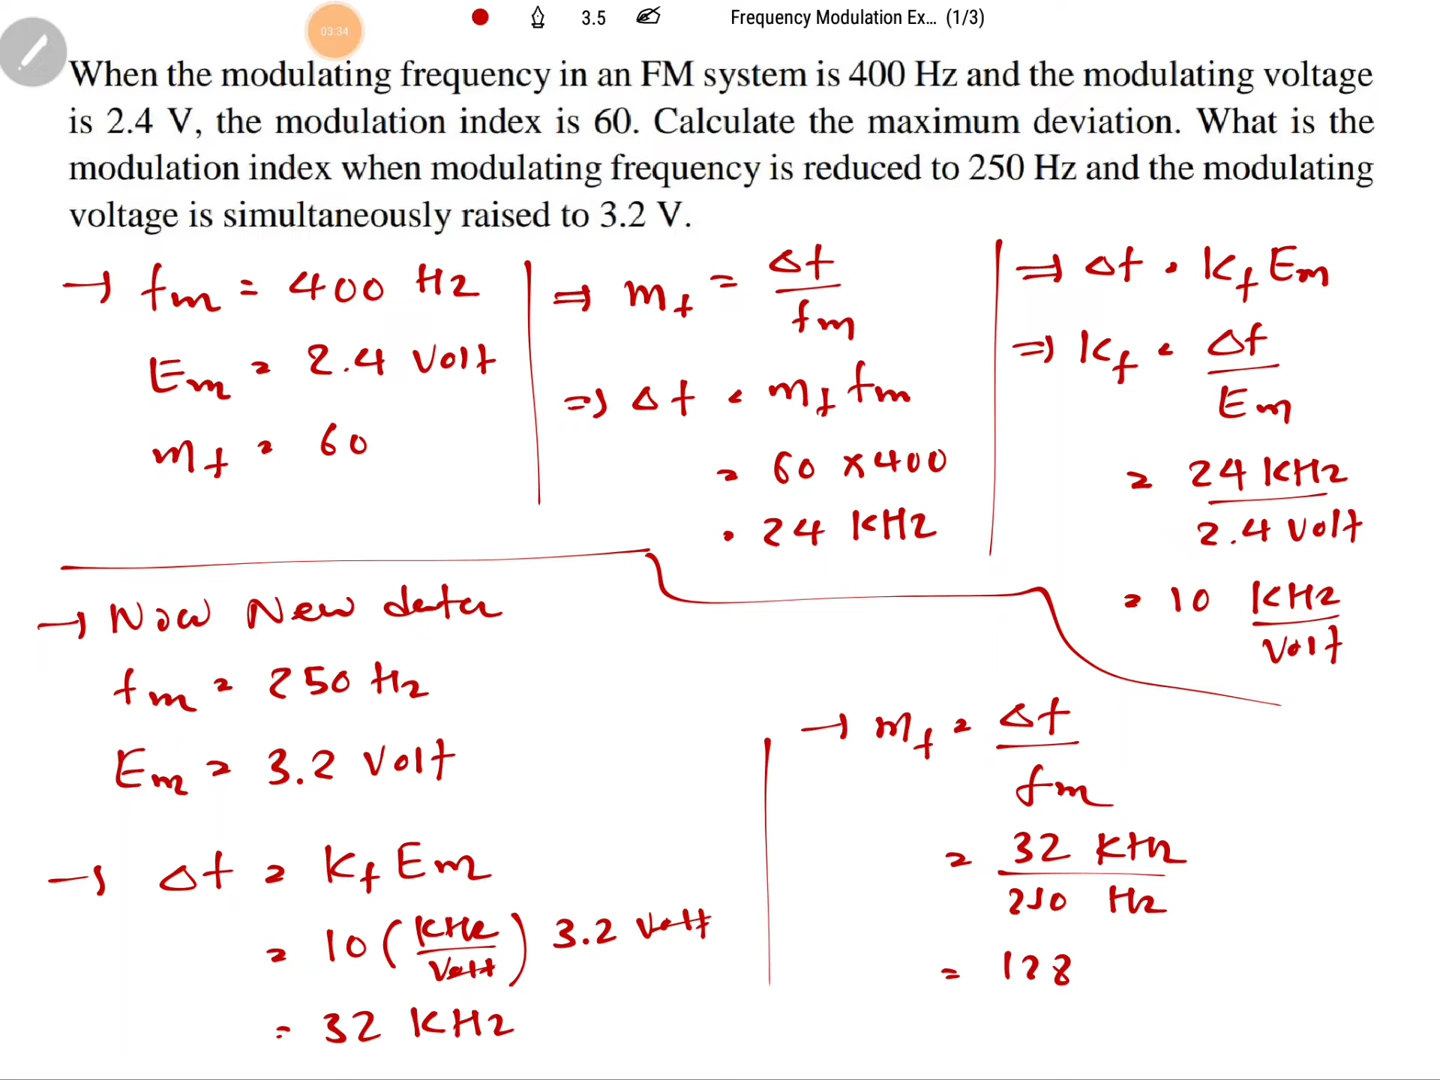 03:34
3.5
Frequency Modulation Ex... (1/3)
When the modulating frequency in an FM system is 400 Hz and the modulating voltage
is 2.4 V, the modulation index is 60. Calculate the maximum deviation. What is the
modulation index when modulating frequency is reduced to 250 Hz and the modulating
voltage is simultaneously raised to 3.2 V.
→ fm = 400 Hz
Em = 2.4 Volt
mf = 60
⇒ mf = Δf / fm
⇒ Δf = mf fm
= 60 × 400
= 24 KHz
⇒ Δf = Kf Em
⇒ Kf = Δf / Em
= 24 KHz / 2.4 Volt
= 10 KHz / Volt
→ Now New data
fm = 250 Hz
Em = 3.2 Volt
→ Δf = Kf Em
= 10 (KHz / Volt) 3.2 Volt
= 32 KHz
→ mf = Δf / fm
= 32 KHz / 250 Hz
= 128